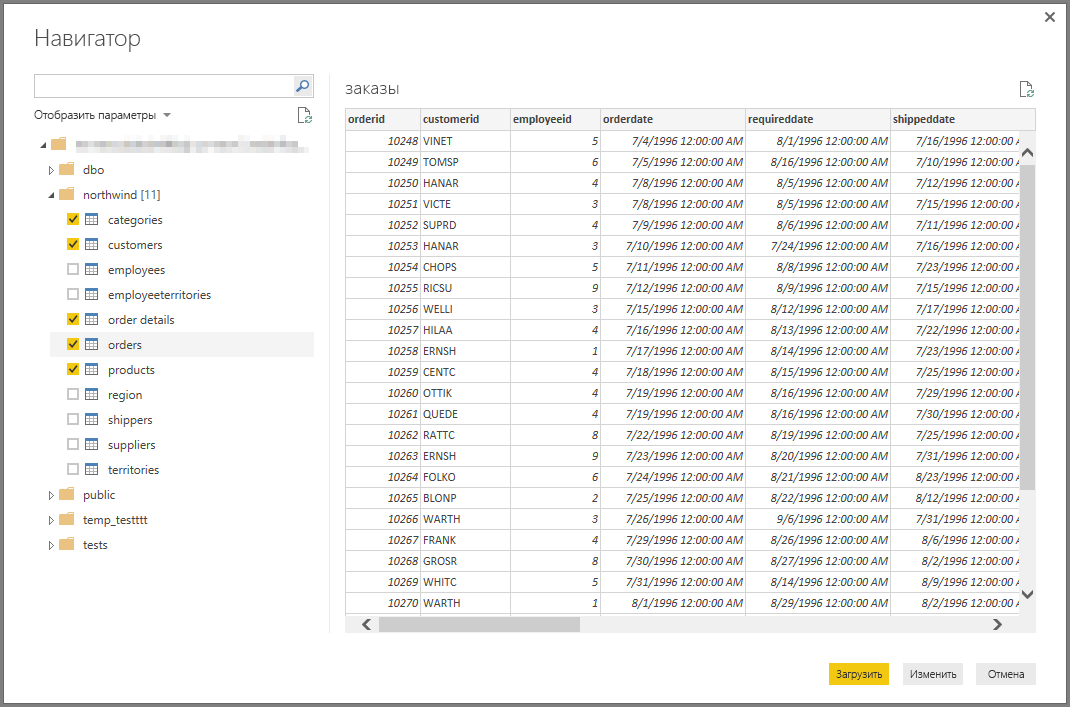 Навигатор
Отобразить параметры
dbo
northwind [11]
categories
customers
employees
employeeterritories
order details
orders
products
region
shippers
suppliers
territories
public
temp_testttt
tests
заказы
orderid customerid employeeid orderdate requireddate shippeddate
10248 VINET 5 7/4/1996 12:00:00 AM 8/1/1996 12:00:00 AM 7/16/1996 12:00:00 A
10249 TOMSP 6 7/5/1996 12:00:00 AM 8/16/1996 12:00:00 AM 7/10/1996 12:00:00 A
10250 HANAR 4 7/8/1996 12:00:00 AM 8/5/1996 12:00:00 AM 7/12/1996 12:00:00 A
10251 VICTE 3 7/8/1996 12:00:00 AM 8/5/1996 12:00:00 AM 7/15/1996 12:00:00 A
10252 SUPRD 4 7/9/1996 12:00:00 AM 8/6/1996 12:00:00 AM 7/11/1996 12:00:00 A
10253 HANAR 3 7/10/1996 12:00:00 AM 7/24/1996 12:00:00 AM 7/16/1996 12:00:00 A
10254 CHOPS 5 7/11/1996 12:00:00 AM 8/8/1996 12:00:00 AM 7/23/1996 12:00:00 A
10255 RICSU 9 7/12/1996 12:00:00 AM 8/9/1996 12:00:00 AM 7/15/1996 12:00:00 A
10256 WELLI 3 7/15/1996 12:00:00 AM 8/12/1996 12:00:00 AM 7/17/1996 12:00:00 A
10257 HILAA 4 7/16/1996 12:00:00 AM 8/13/1996 12:00:00 AM 7/22/1996 12:00:00 A
10258 ERNSH 1 7/17/1996 12:00:00 AM 8/14/1996 12:00:00 AM 7/23/1996 12:00:00 A
10259 CENTC 4 7/18/1996 12:00:00 AM 8/15/1996 12:00:00 AM 7/25/1996 12:00:00 A
10260 OTTIK 4 7/19/1996 12:00:00 AM 8/16/1996 12:00:00 AM 7/29/1996 12:00:00 A
10261 QUEDE 4 7/19/1996 12:00:00 AM 8/16/1996 12:00:00 AM 7/30/1996 12:00:00 A
10262 RATTC 8 7/22/1996 12:00:00 AM 8/19/1996 12:00:00 AM 7/25/1996 12:00:00 A
10263 ERNSH 9 7/23/1996 12:00:00 AM 8/20/1996 12:00:00 AM 7/31/1996 12:00:00 A
10264 FOLKO 6 7/24/1996 12:00:00 AM 8/21/1996 12:00:00 AM 8/23/1996 12:00:00 A
10265 BLONP 2 7/25/1996 12:00:00 AM 8/22/1996 12:00:00 AM 8/12/1996 12:00:00 A
10266 WARTH 3 7/26/1996 12:00:00 AM 9/6/1996 12:00:00 AM 7/31/1996 12:00:00 A
10267 FRANK 4 7/29/1996 12:00:00 AM 8/26/1996 12:00:00 AM 8/6/1996 12:00:00 A
10268 GROSR 8 7/30/1996 12:00:00 AM 8/27/1996 12:00:00 AM 8/2/1996 12:00:00 A
10269 WHITC 5 7/31/1996 12:00:00 AM 8/14/1996 12:00:00 AM 8/9/1996 12:00:00 A
10270 WARTH 1 8/1/1996 12:00:00 AM 8/29/1996 12:00:00 AM 8/2/1996 12:00:00 A
Загрузить Изменить Отмена